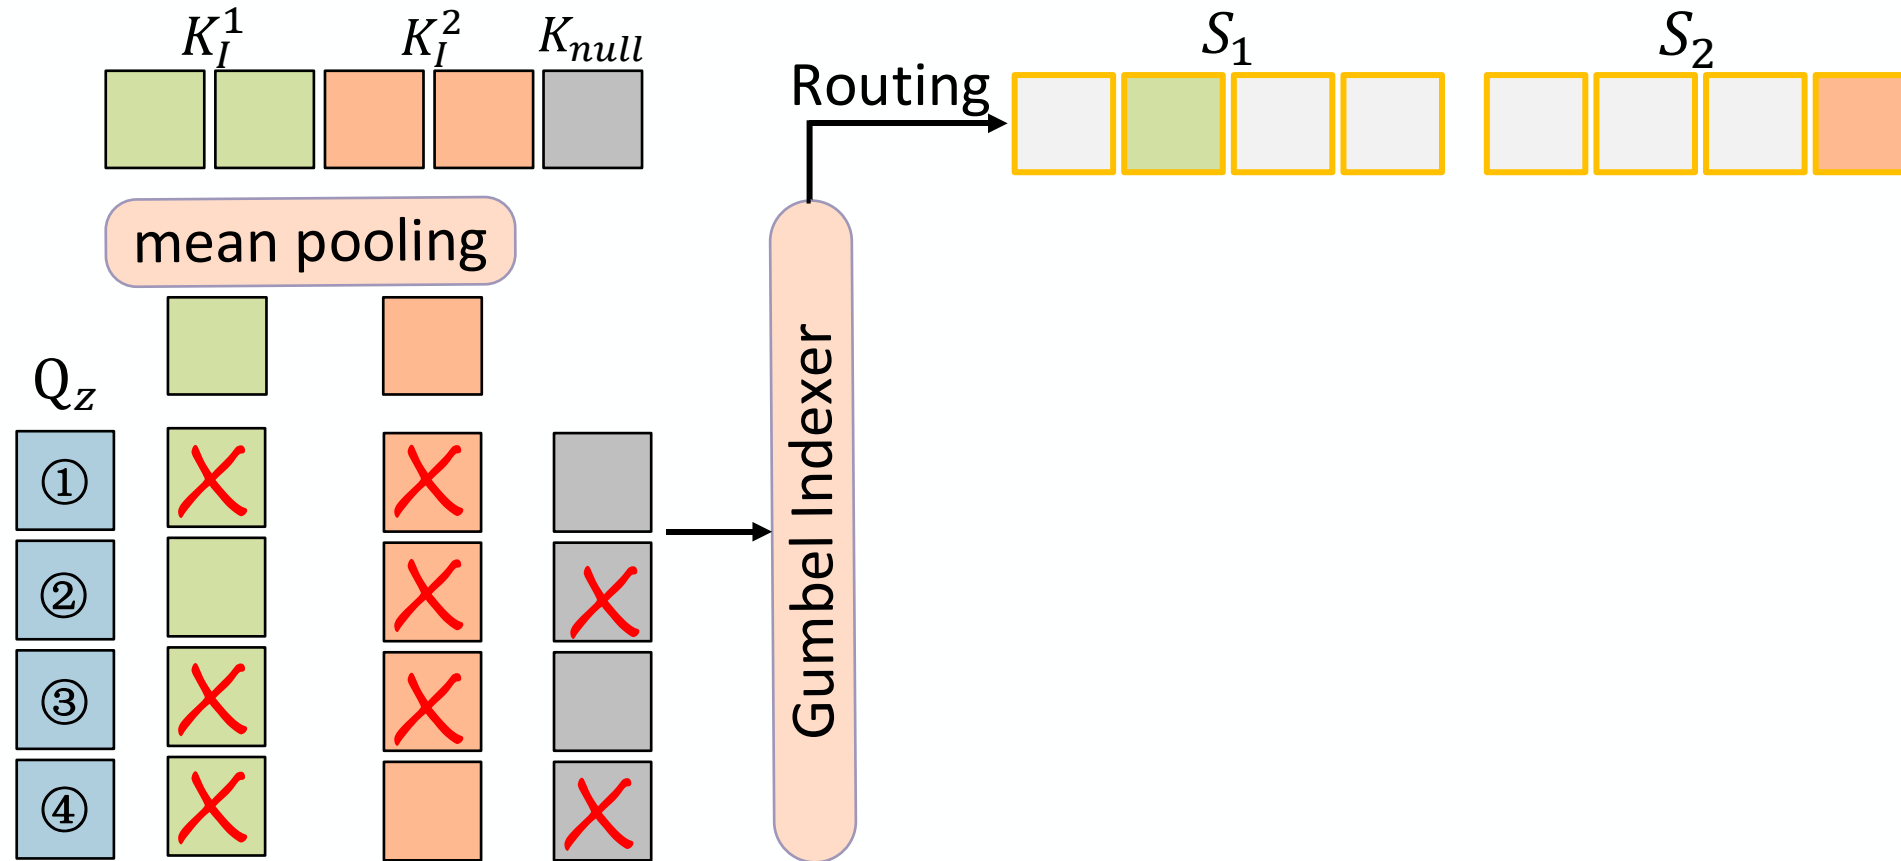 K_I^1 K_I^2 K_null
Routing
S_1 S_2
mean pooling
Q_z
①
②
③
④
Gumbel Indexer